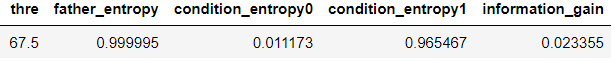 thre father_entropy condition_entropy0 condition_entropy1 information_gain
67.5 0.999995 0.011173 0.965467 0.023355